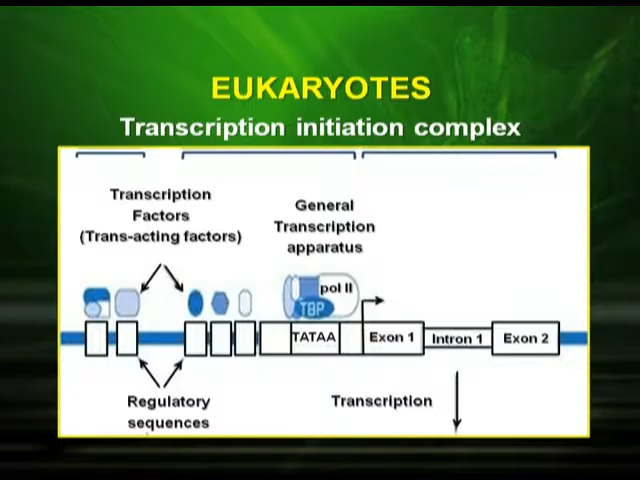 EUKARYOTES
Transcription initiation complex
Transcription
Factors
(Trans-acting factors)
General
Transcription
apparatus
pol II
TBP
TATAA
Exon 1
Intron 1
Exon 2
Regulatory
sequences
Transcription